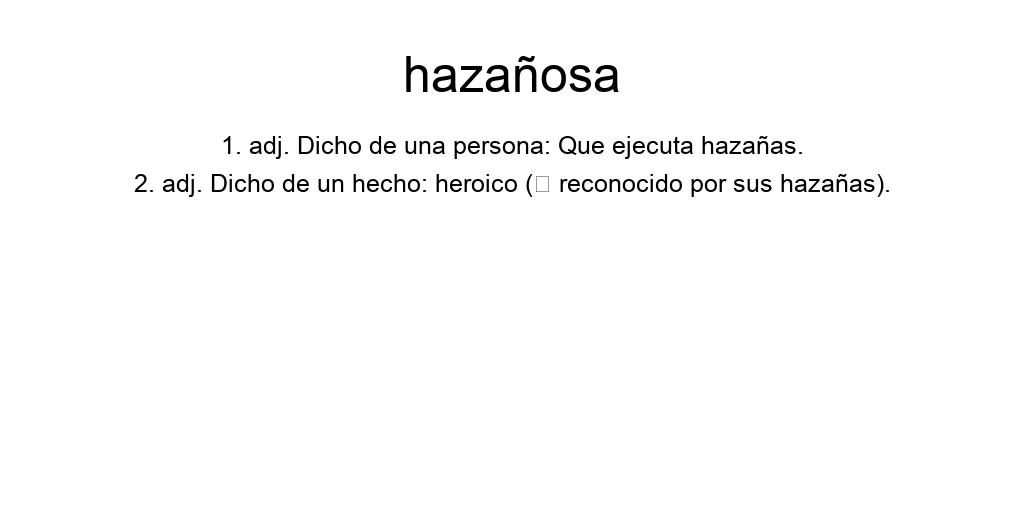 hazañosa
1. adj. Dicho de una persona: Que ejecuta hazañas.
2. adj. Dicho de un hecho: heroico (□ reconocido por sus hazañas).